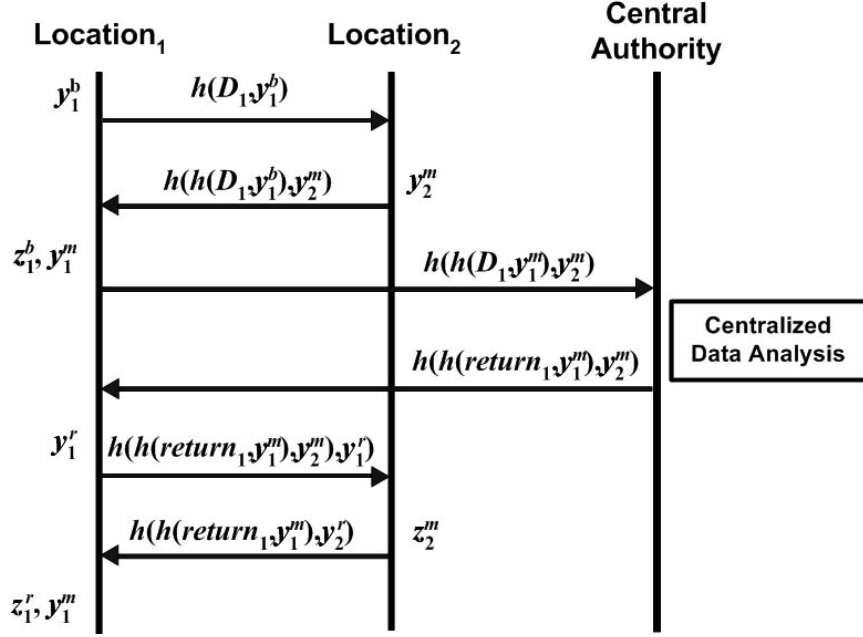 Location₁ Location₂ Central Authority
y₁ᵇ h(D₁,y₁ᵇ)
h(h(D₁,y₁ᵇ),y₂ᵐ) y₂ᵐ
z₁ᵇ, y₁ᵐ h(h(D₁,y₁ᵐ),y₂ᵐ)
Centralized
Data Analysis
h(h(return₁,y₁ᵐ),y₂ᵐ)
y₁ʳ h(h(return₁,y₁ᵐ),y₂ᵐ),y₁ʳ)
h(h(return₁,y₁ᵐ),y₂ʳ) z₂ᵐ
z₁ʳ, y₁ᵐ